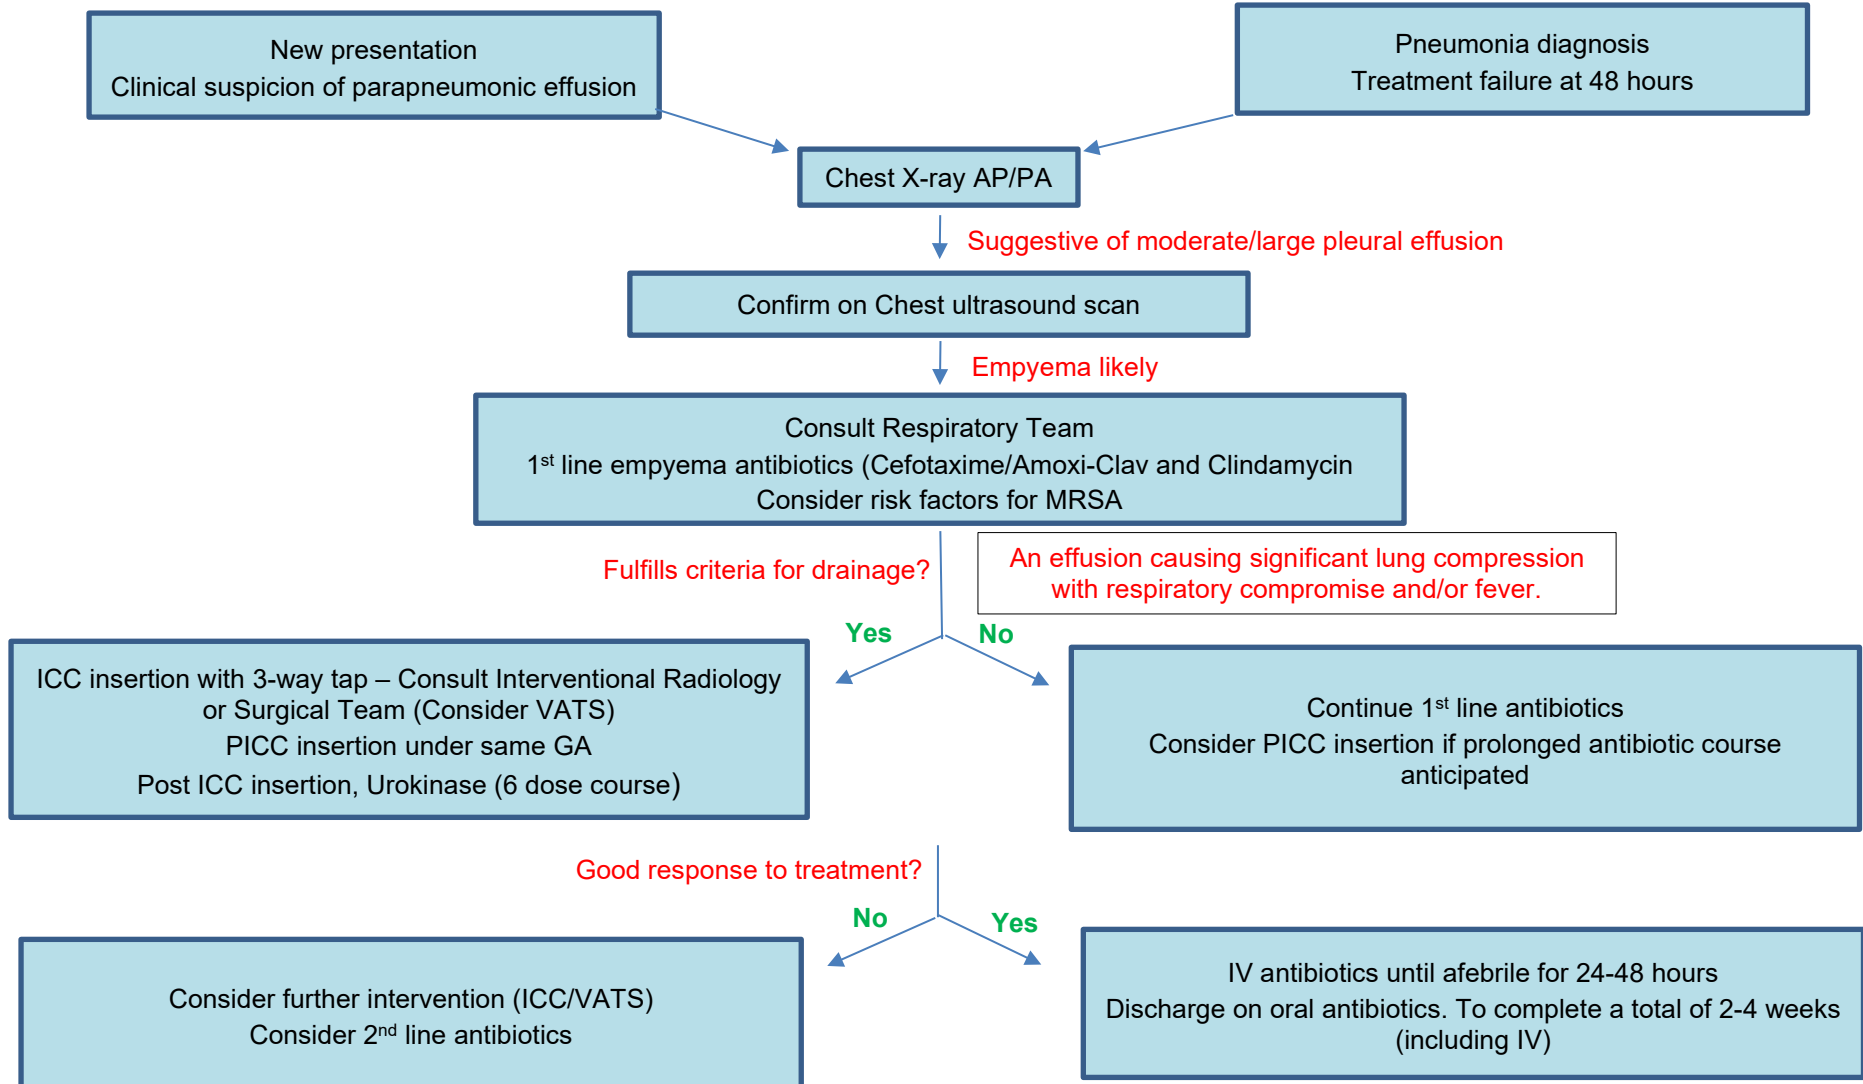 New presentation
Clinical suspicion of parapneumonic effusion
Pneumonia diagnosis
Treatment failure at 48 hours
Chest X-ray AP/PA
Suggestive of moderate/large pleural effusion
Confirm on Chest ultrasound scan
Empyema likely
Consult Respiratory Team
1st line empyema antibiotics (Cefotaxime/Amoxi-Clav and Clindamycin
Consider risk factors for MRSA
Fulfills criteria for drainage?
An effusion causing significant lung compression
with respiratory compromise and/or fever.
Yes
No
ICC insertion with 3-way tap – Consult Interventional Radiology
or Surgical Team (Consider VATS)
PICC insertion under same GA
Post ICC insertion, Urokinase (6 dose course)
Continue 1st line antibiotics
Consider PICC insertion if prolonged antibiotic course
anticipated
Good response to treatment?
No
Yes
Consider further intervention (ICC/VATS)
Consider 2nd line antibiotics
IV antibiotics until afebrile for 24-48 hours
Discharge on oral antibiotics. To complete a total of 2-4 weeks
(including IV)